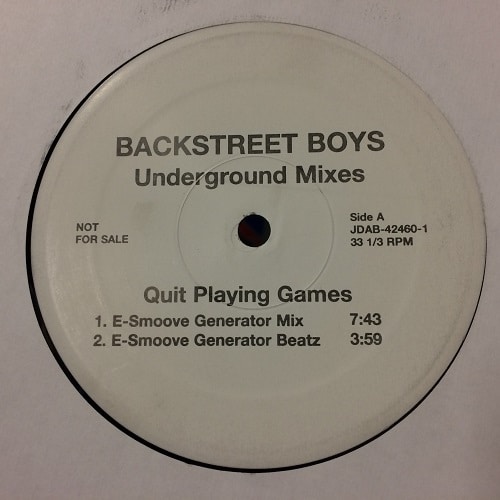 BACKSTREET BOYS
Underground Mixes
NOT
FOR SALE
Side A
JDAB-42460-1
33 1/3 RPM
Quit Playing Games
1. E-Smoove Generator Mix 7:43
2. E-Smoove Generator Beatz 3:59